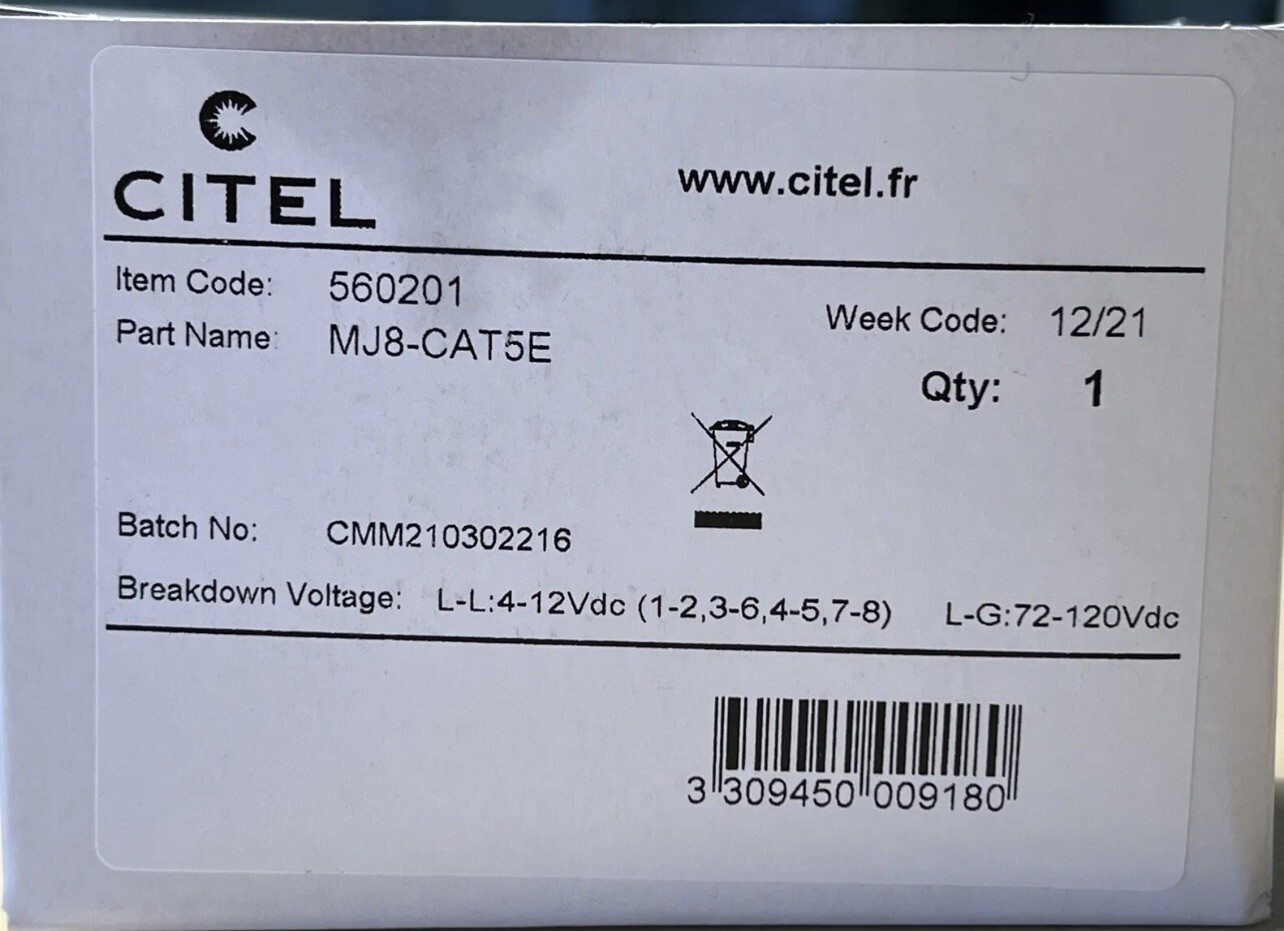 CITEL
www.citel.fr
Item Code: 560201
Part Name: MJ8-CAT5E
Week Code: 12/21
Qty: 1
Batch No: CMM210302216
Breakdown Voltage: L-L:4-12Vdc (1-2,3-6,4-5,7-8) L-G:72-120Vdc
3 309450 009180